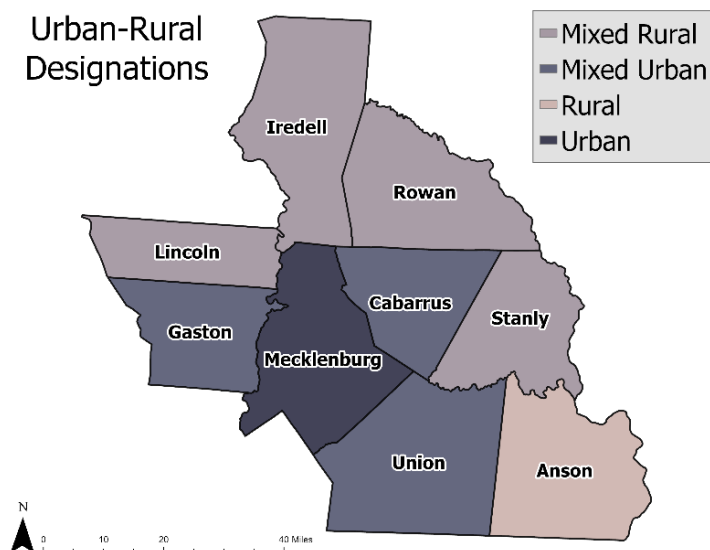 Urban-Rural
Designations
Mixed Rural
Mixed Urban
Rural
Urban
Iredell
Rowan
Lincoln
Cabarrus
Stanly
Gaston
Mecklenburg
Union
Anson
N
0 10 20 40 Miles